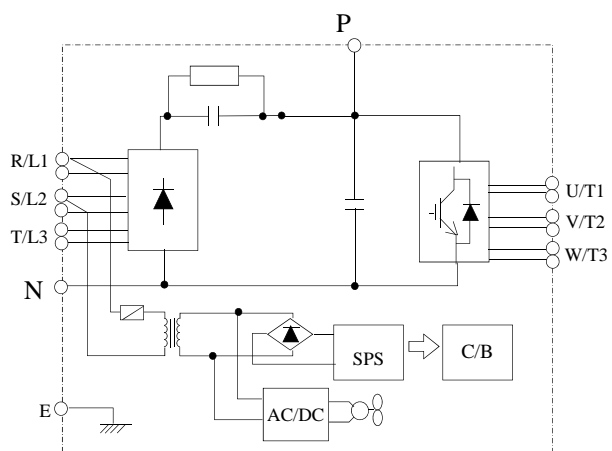 P
R/L1
S/L2
T/L3
U/T1
V/T2
W/T3
N
SPS
C/B
E
AC/DC